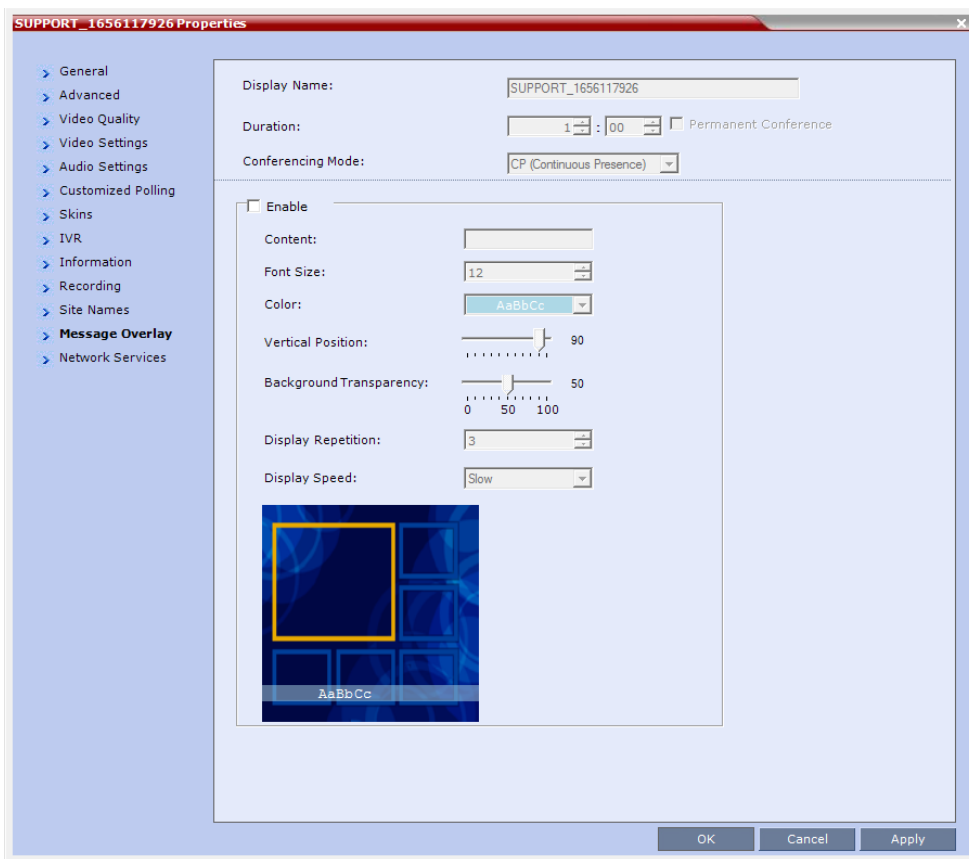 SUPPORT_1656117926 Properties
General
Advanced
Video Quality
Video Settings
Audio Settings
Customized Polling
Skins
IVR
Information
Recording
Site Names
Message Overlay
Network Services
Display Name: SUPPORT_1656117926
Duration: 1 : 00 Permanent Conference
Conferencing Mode: CP (Continuous Presence)
Enable
Content:
Font Size: 12
Color: AaBbCc
Vertical Position: 90
Background Transparency: 50
0 50 100
Display Repetition: 3
Display Speed: Slow
AaBbCc
OK Cancel Apply